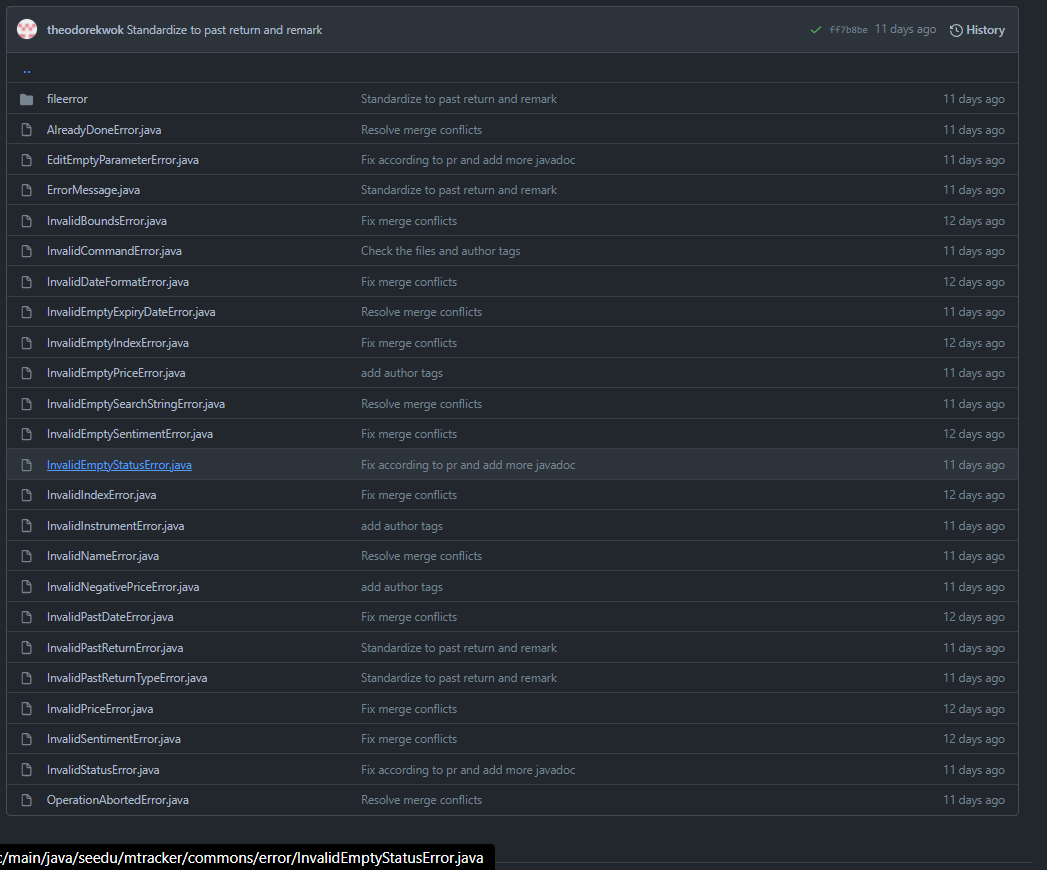 theodorekwok Standardize to past return and remark ff7b8be 11 days ago History
..
fileerror Standardize to past return and remark 11 days ago
AlreadyDoneError.java Resolve merge conflicts 11 days ago
EditEmptyParameterError.java Fix according to pr and add more javadoc 11 days ago
ErrorMessage.java Standardize to past return and remark 11 days ago
InvalidBoundsError.java Fix merge conflicts 12 days ago
InvalidCommandError.java Check the files and author tags 11 days ago
InvalidDateFormatError.java Fix merge conflicts 12 days ago
InvalidEmptyExpiryDateError.java Resolve merge conflicts 11 days ago
InvalidEmptyIndexError.java Fix merge conflicts 12 days ago
InvalidEmptyPriceError.java add author tags 11 days ago
InvalidEmptySearchStringError.java Resolve merge conflicts 11 days ago
InvalidEmptySentimentError.java Fix merge conflicts 12 days ago
InvalidEmptyStatusError.java Fix according to pr and add more javadoc 11 days ago
InvalidIndexError.java Fix merge conflicts 12 days ago
InvalidInstrumentError.java add author tags 11 days ago
InvalidNameError.java Resolve merge conflicts 11 days ago
InvalidNegativePriceError.java add author tags 11 days ago
InvalidPastDateError.java Fix merge conflicts 12 days ago
InvalidPastReturnError.java Standardize to past return and remark 11 days ago
InvalidPastReturnTypeError.java Standardize to past return and remark 11 days ago
InvalidPriceError.java Fix merge conflicts 12 days ago
InvalidSentimentError.java Fix merge conflicts 12 days ago
InvalidStatusError.java Fix according to pr and add more javadoc 11 days ago
OperationAbortedError.java Resolve merge conflicts 11 days ago
/main/java/seedu/mtracker/commons/error/InvalidEmptyStatusError.java